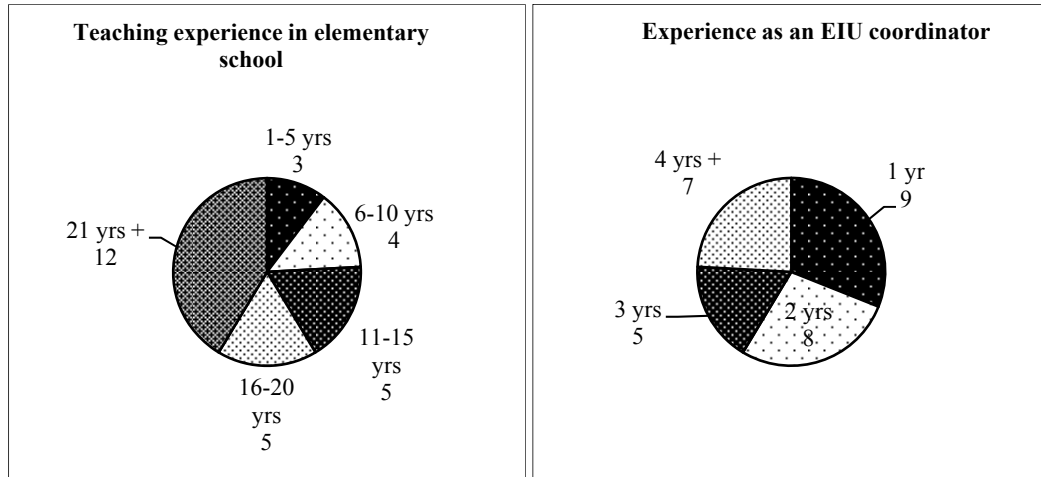 Teaching experience in elementary
school
1-5 yrs
3
6-10 yrs
4
11-15
yrs
5
16-20
yrs
5
21 yrs +
12
Experience as an EIU coordinator
1 yr
9
2 yrs
8
3 yrs
5
4 yrs +
7